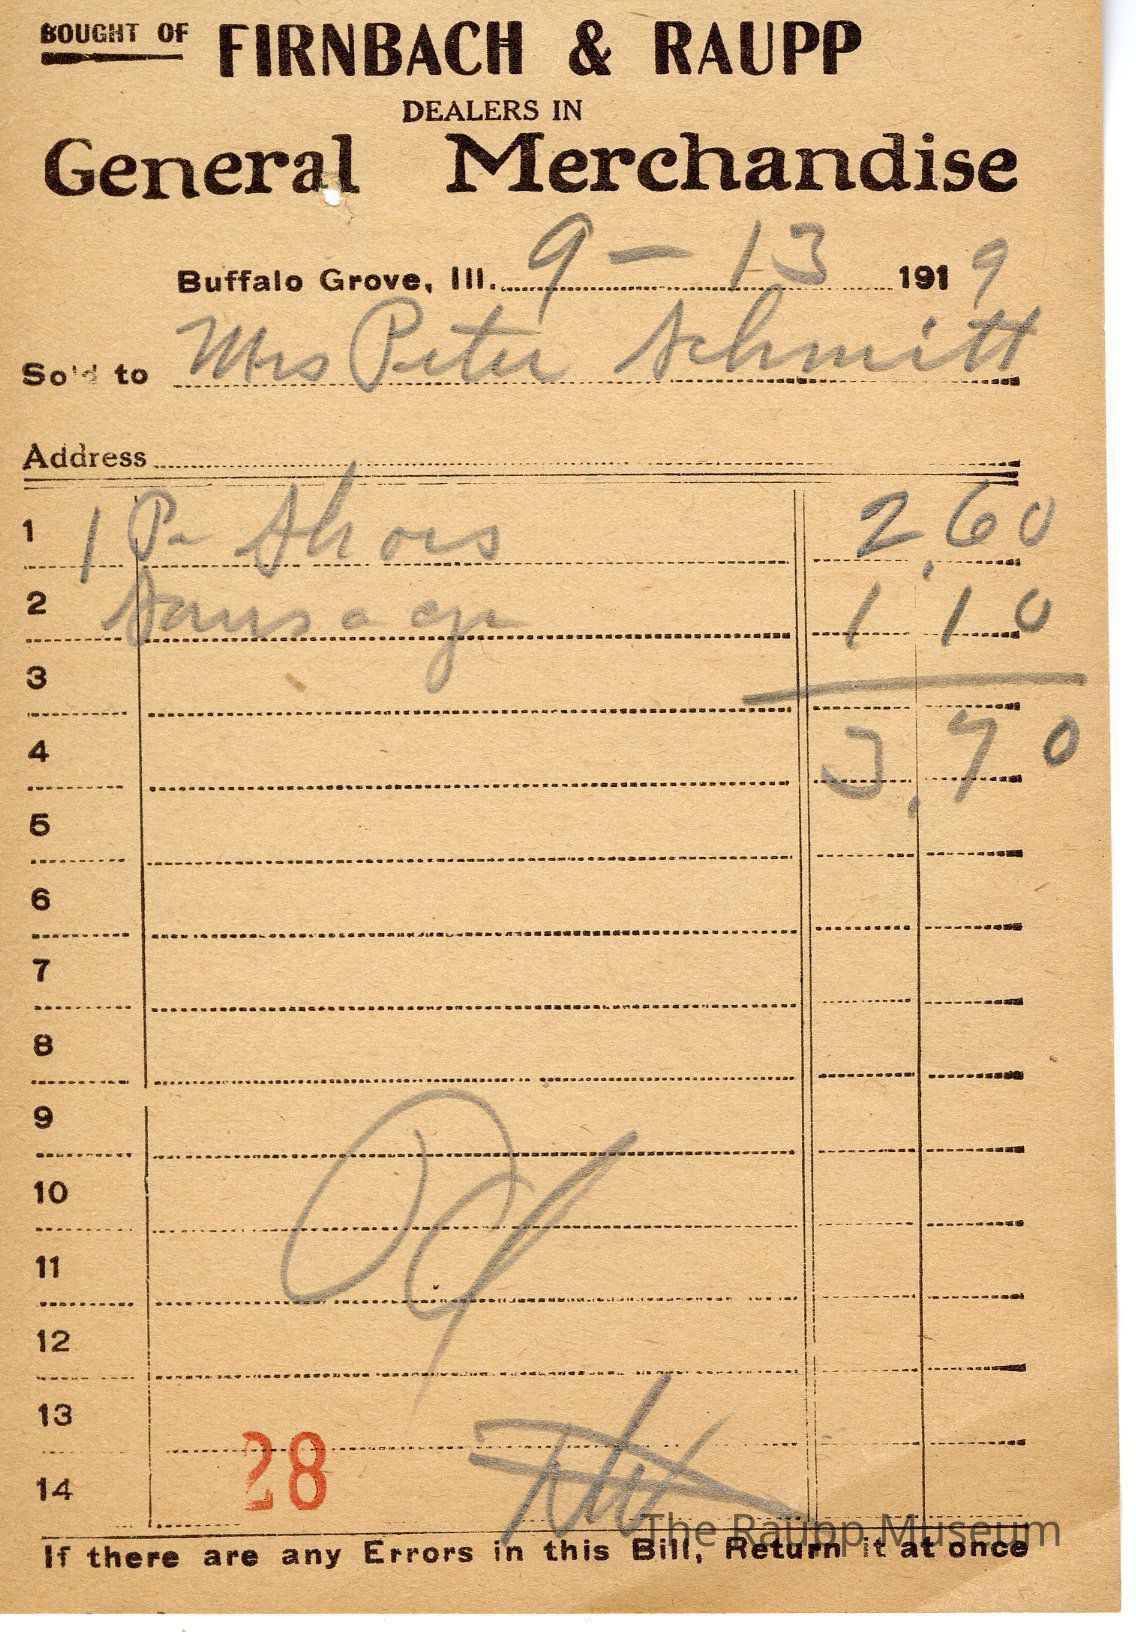 BOUGHT OF FIRNBACH & RAUPP
DEALERS IN
General Merchandise
Buffalo Grove, Ill. 9 – 13 1919
Sold to Mrs Peter Schmitt
Address
1 1 Pr Shoes 2.60
2 Sausage 1 10
3
4 3.70
5
6
7
8
9
10
11
12
13
28
14
The Raupp Museum
If there are any Errors in this Bill, Return it at once